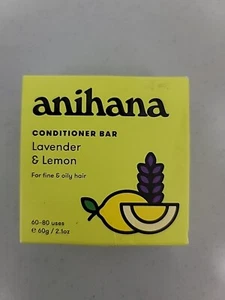 anihana
CONDITIONER BAR
Lavender
& Lemon
For fine & oily hair
60-80 uses
℮ 60g / 2.1oz